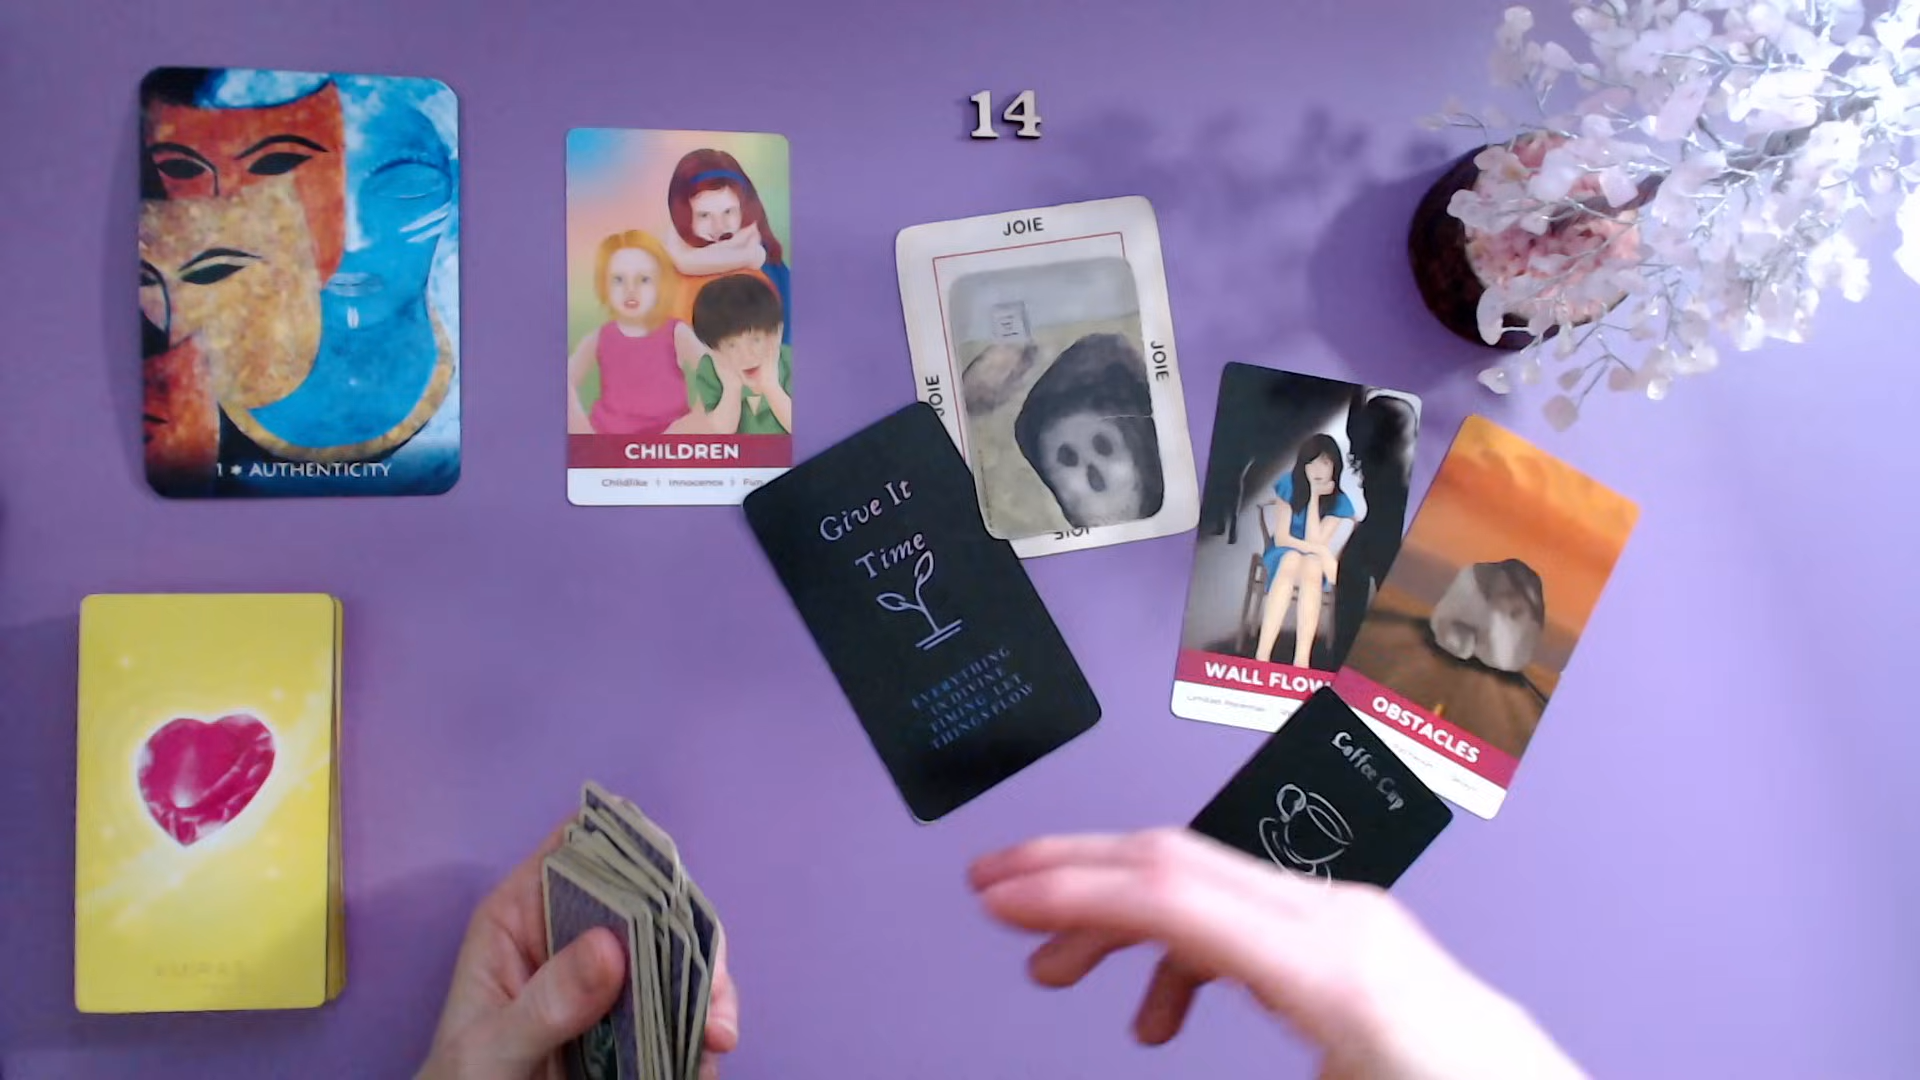 14
1 * AUTHENTICITY
CHILDREN
Childlike Innocence Fun
JOIE
JOIE
JOIE
JOIE
Give It
Time
EVERYTHING
IN DIVINE
TIMING LET
THINGS FLOW
WALL FLOW
OBSTACLES
Coffee Cup